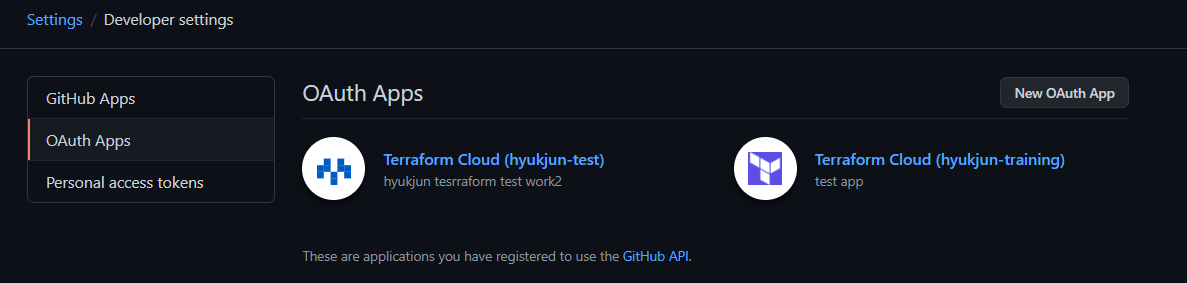 Settings / Developer settings
GitHub Apps
OAuth Apps
Personal access tokens
OAuth Apps
New OAuth App
Terraform Cloud (hyukjun-test)
hyukjun tesrraform test work2
Terraform Cloud (hyukjun-training)
test app
These are applications you have registered to use the GitHub API.